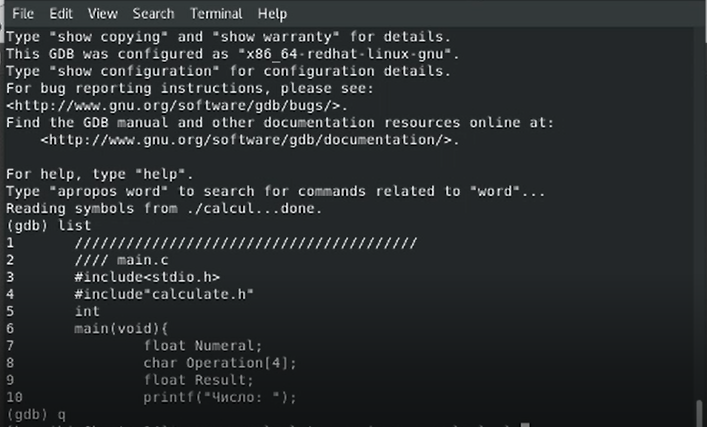 File Edit View Search Terminal Help
Type "show copying" and "show warranty" for details.
This GDB was configured as "x86_64-redhat-linux-gnu".
Type "show configuration" for configuration details.
For bug reporting instructions, please see:
<http://www.gnu.org/software/gdb/bugs/>.
Find the GDB manual and other documentation resources online at:
    <http://www.gnu.org/software/gdb/documentation/>.
For help, type "help".
Type "apropos word" to search for commands related to "word"...
Reading symbols from ./calcul...done.
(gdb) list
1       ////////////////////////////////////////
2       //// main.c
3       #include<stdio.h>
4       #include"calculate.h"
5       int
6       main(void){
7               float Numeral;
8               char Operation[4];
9               float Result;
10              printf("Число: ");
(gdb) q